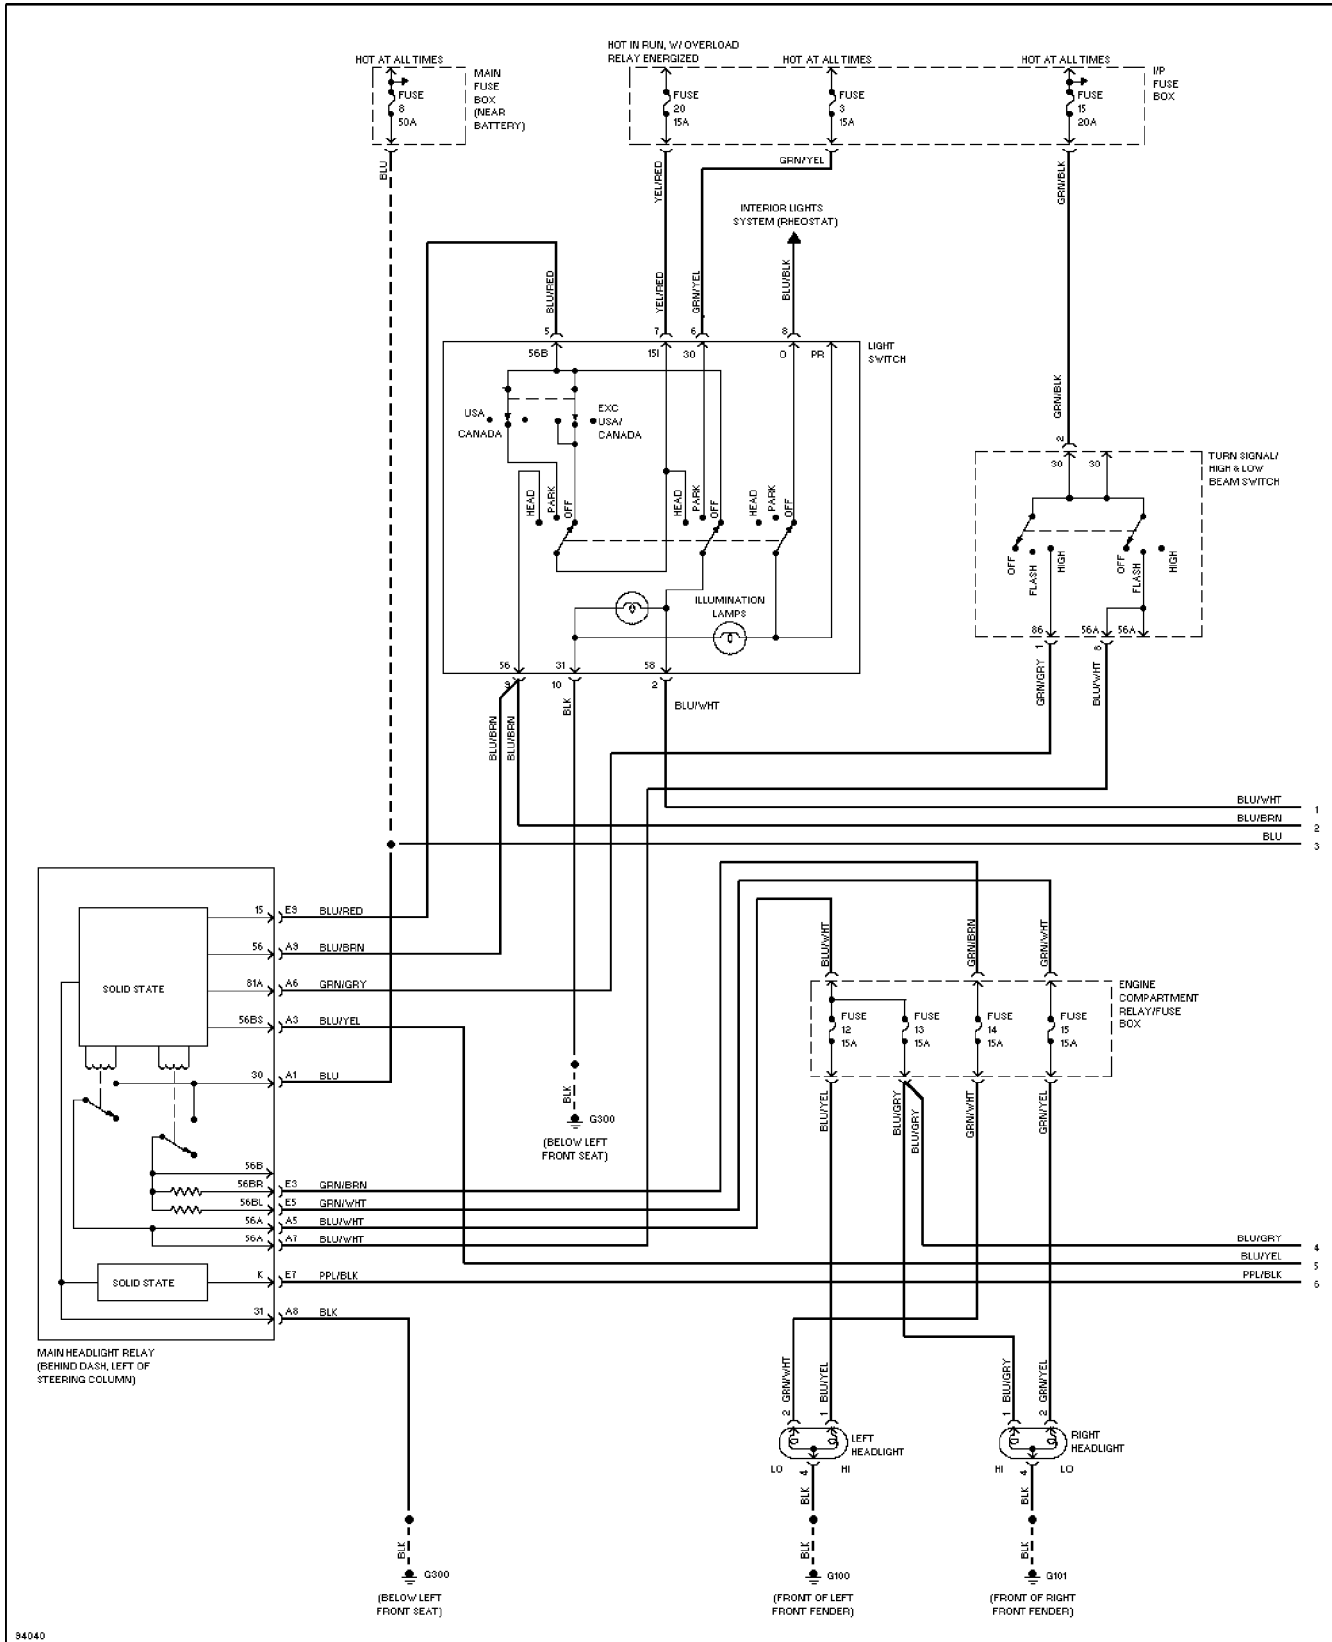 HOT AT ALL TIMES
FUSE
8
50A
MAIN
FUSE
BOX
(NEAR
BATTERY)
HOT IN RUN, W/ OVERLOAD
RELAY ENERGIZED
FUSE
20
15A
HOT AT ALL TIMES
FUSE
3
15A
HOT AT ALL TIMES
FUSE
15
20A
I/P
FUSE
BOX
BLU
YEL/RED
GRN/YEL
GRN/BLK
INTERIOR LIGHTS
SYSTEM (RHEOSTAT)
BLU/RED
YEL/RED
GRN/YEL
BLU/BLK
5
7
6
8
56B
15I
30
O
PR
LIGHT
SWITCH
USA
CANADA
EXC
USA/
CANADA
HEAD
PARK
OFF
HEAD
PARK
OFF
HEAD
PARK
OFF
ILLUMINATION
LAMPS
56
31
58
9
10
2
BLU/BRN
BLU/BRN
BLK
BLU/WHT
GRN/BLK
2
30
30
TURN SIGNAL/
HIGH & LOW
BEAM SWITCH
OFF
FLASH
HIGH
OFF
FLASH
HIGH
86
56A
56A
1
8
GRN/GRY
BLU/WHT
BLU/WHT
1
BLU/BRN
2
BLU
3
SOLID STATE
15
E9
BLU/RED
56
A9
BLU/BRN
81A
A6
GRN/GRY
56BS
A3
BLU/YEL
30
A1
BLU
56B
56BR
E3
GRN/BRN
56BL
E5
GRN/WHT
56A
A5
BLU/WHT
56A
A7
BLU/WHT
SOLID STATE
K
E7
PPL/BLK
31
A8
BLK
MAIN HEADLIGHT RELAY
(BEHIND DASH, LEFT OF
STEERING COLUMN)
BLK
G300
(BELOW LEFT
FRONT SEAT)
BLU/WHT
GRN/BRN
GRN/WHT
FUSE
12
15A
FUSE
13
15A
FUSE
14
15A
FUSE
15
15A
ENGINE
COMPARTMENT
RELAY/FUSE
BOX
BLU/YEL
BLU/GRY
BLU/GRY
GRN/WHT
GRN/YEL
BLU/GRY
4
BLU/YEL
5
PPL/BLK
6
GRN/WHT
BLU/YEL
2
1
LEFT
HEADLIGHT
LO
4
HI
BLU/GRY
GRN/YEL
1
2
RIGHT
HEADLIGHT
HI
4
LO
BLK
BLK
BLK
G300
(BELOW LEFT
FRONT SEAT)
BLK
G100
(FRONT OF LEFT
FRONT FENDER)
BLK
G101
(FRONT OF RIGHT
FRONT FENDER)
94040